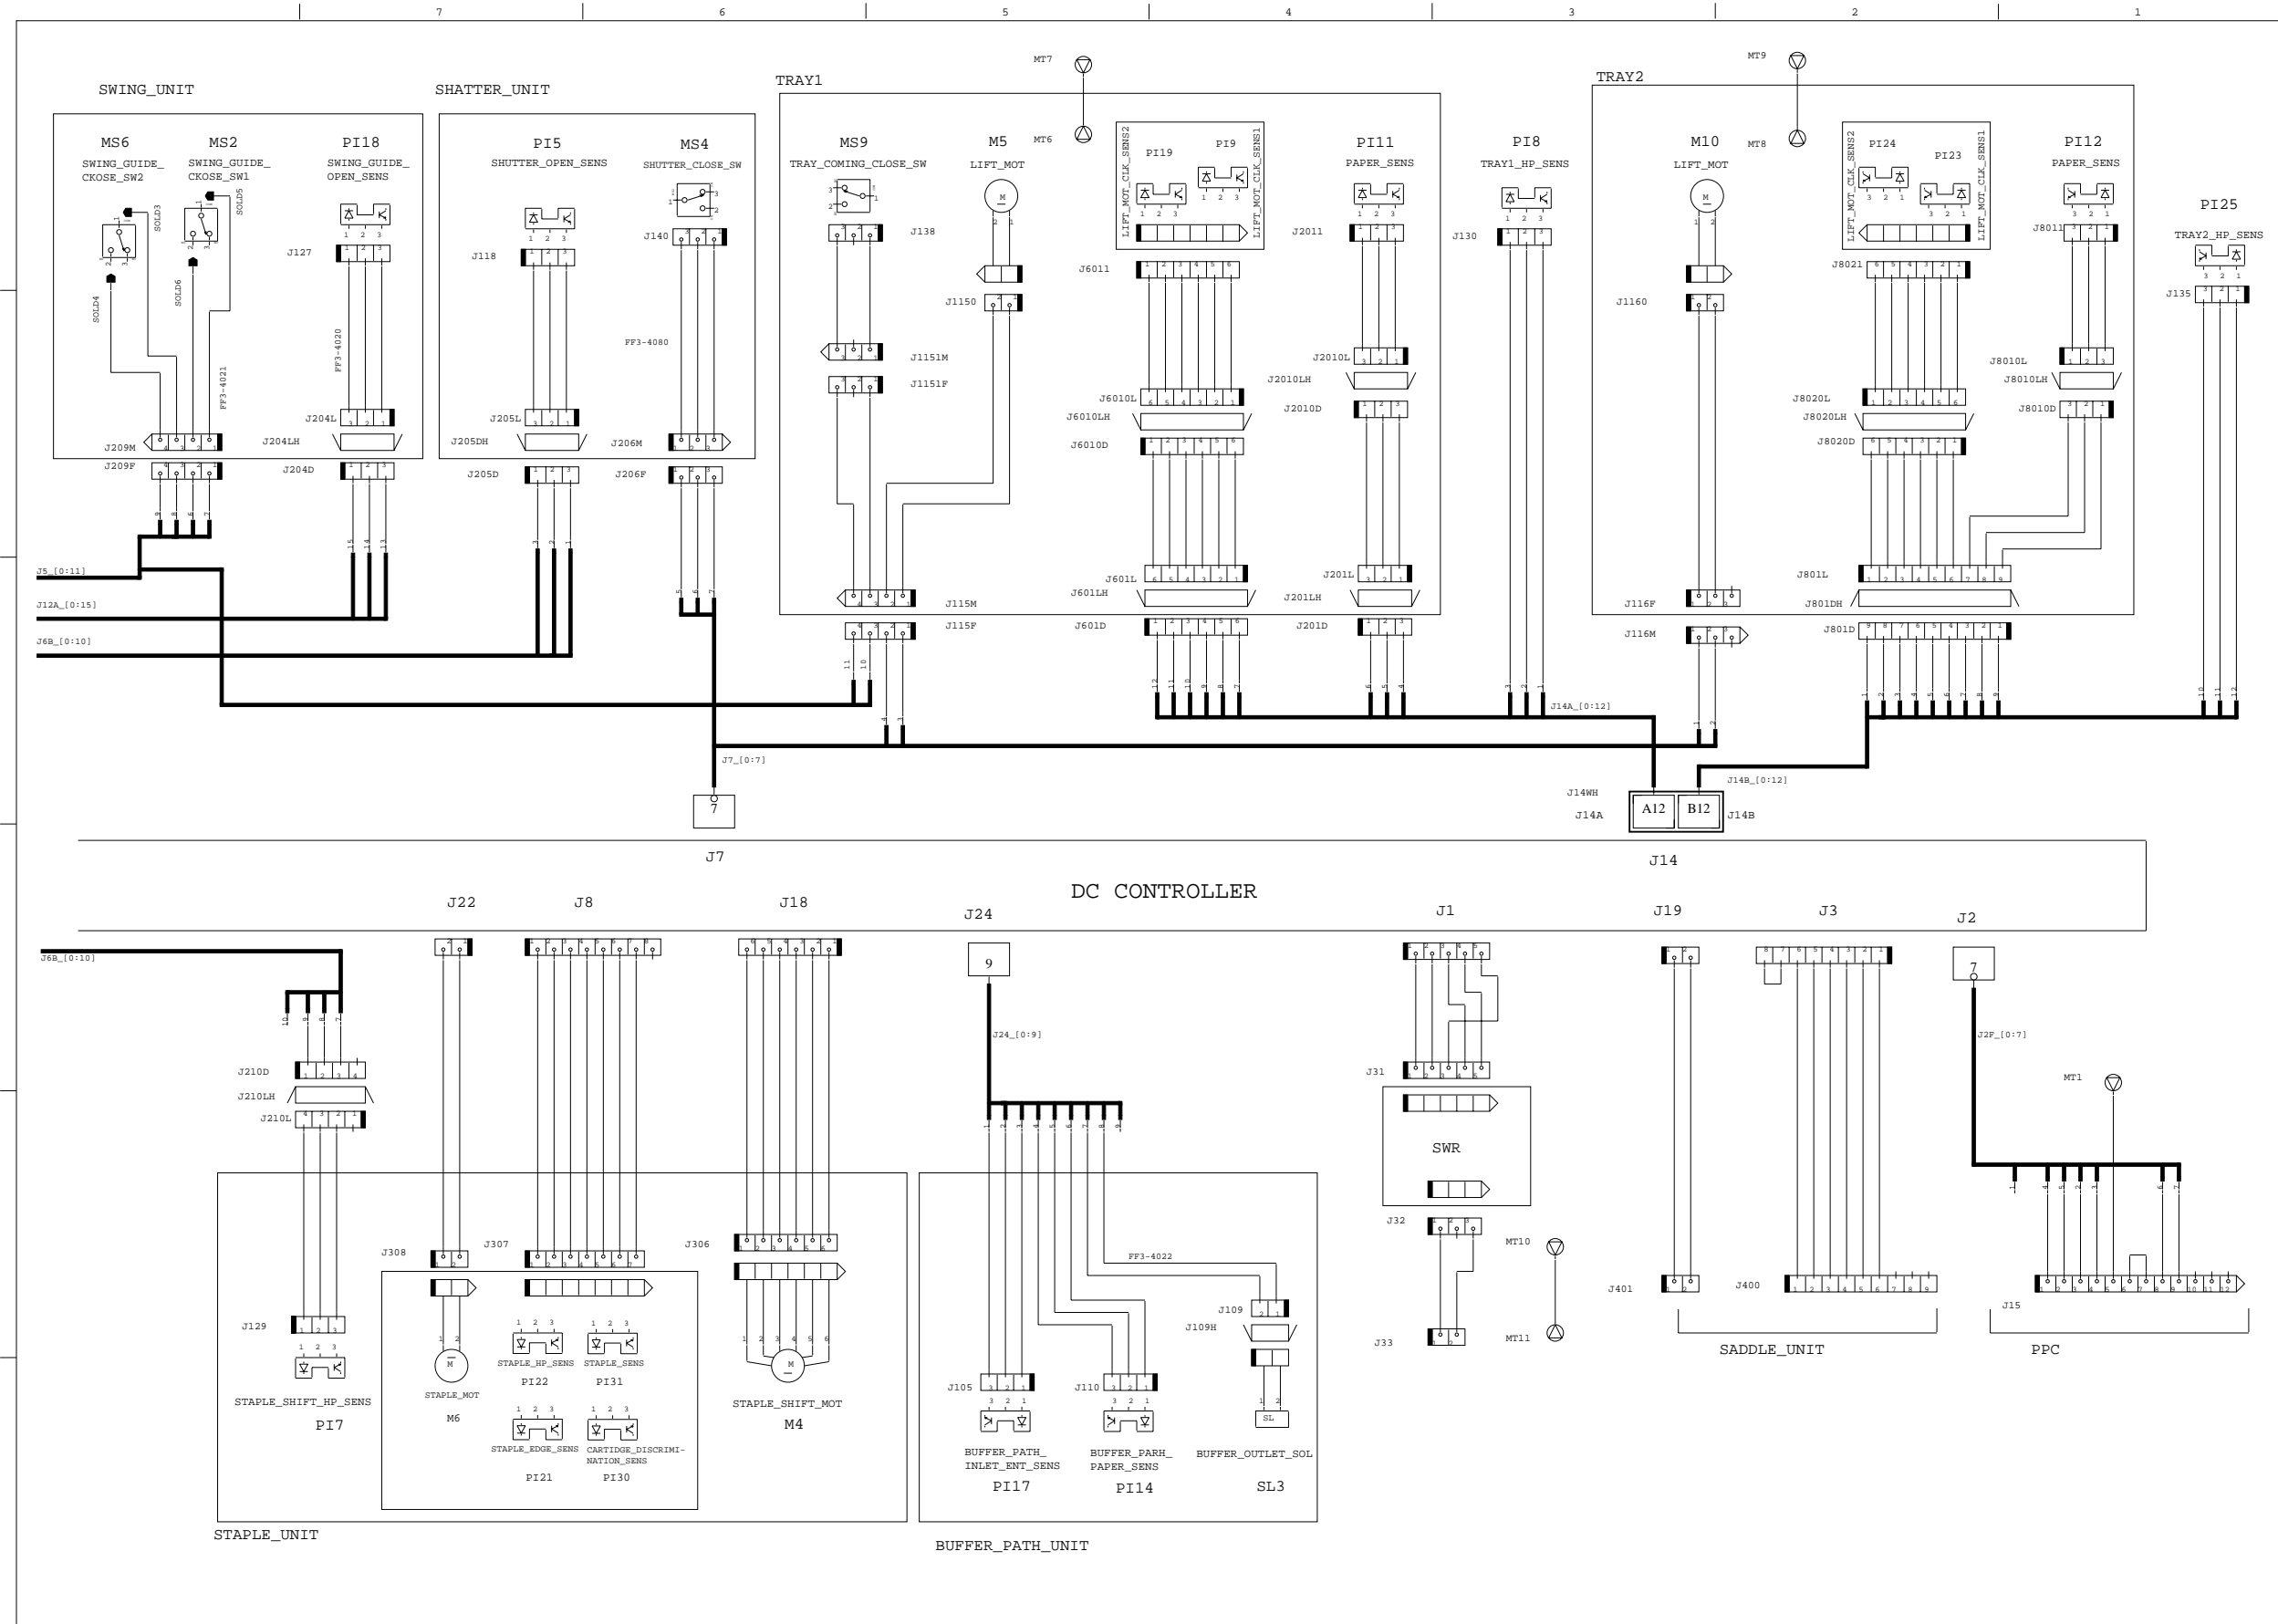 7 6 5 4 3 2 1
SWING_UNIT
MS6
SWING_GUIDE_
CKOSE_SW2
MS2
SWING_GUIDE_
CKOSE_SW1
PI18
SWING_GUIDE_
OPEN_SENS
SOLD3
SOLD5
SOLD4
SOLD6
J127
FF3-4020
FF3-4021
J204L
J204LH
J209M
J209F
J204D
SHATTER_UNIT
PI5
SHUTTER_OPEN_SENS
MS4
SHUTTER_CLOSE_SW
J118
J140
FF3-4080
J205L
J205DH
J206M
J205D
J206F
TRAY1
MT7
MT6
MS9
TRAY_COMING_CLOSE_SW
M5
LIFT_MOT
M
LIFT_MOT_CLK_SENS2
PI19
PI9
LIFT_MOT_CLK_SENS1
PI11
PAPER_SENS
J138
J1150
J6011
J2011
J1151M
J1151F
J2010L
J2010LH
J2010D
J6010L
J6010LH
J6010D
J601L
J601LH
J601D
J201L
J201LH
J201D
J115M
J115F
PI8
TRAY1_HP_SENS
J130
TRAY2
MT9
MT8
M10
LIFT_MOT
M
LIFT_MOT_CLK_SENS2
PI24
PI23
LIFT_MOT_CLK_SENS1
PI12
PAPER_SENS
J1160
J8021
J8011
J8010L
J8010LH
J8010D
J8020L
J8020LH
J8020D
J801L
J801DH
J801D
J116F
J116M
PI25
TRAY2_HP_SENS
J135
J5_[0:11]
J12A_[0:15]
J6B_[0:10]
J7_[0:7]
J14A_[0:12]
J14B_[0:12]
7
J14WH
J14A
A12
B12
J14B
J7
J14
DC CONTROLLER
J22
J8
J18
J24
J1
J19
J3
J2
J6B_[0:10]
9
7
J24_[0:9]
J2F_[0:7]
J210D
J210LH
J210L
J31
SWR
J32
J33
MT10
MT11
MT1
J308
J307
J306
J129
STAPLE_SHIFT_HP_SENS
PI7
M
STAPLE_MOT
M6
STAPLE_HP_SENS
PI22
STAPLE_SENS
PI31
STAPLE_EDGE_SENS
PI21
CARTIDGE_DISCRIMI-
NATION_SENS
PI30
M
STAPLE_SHIFT_MOT
M4
STAPLE_UNIT
FF3-4022
J109
J109H
J105
J110
BUFFER_PATH_
INLET_ENT_SENS
PI17
BUFFER_PARH_
PAPER_SENS
PI14
SL
BUFFER_OUTLET_SOL
SL3
BUFFER_PATH_UNIT
J401
J400
SADDLE_UNIT
J15
PPC